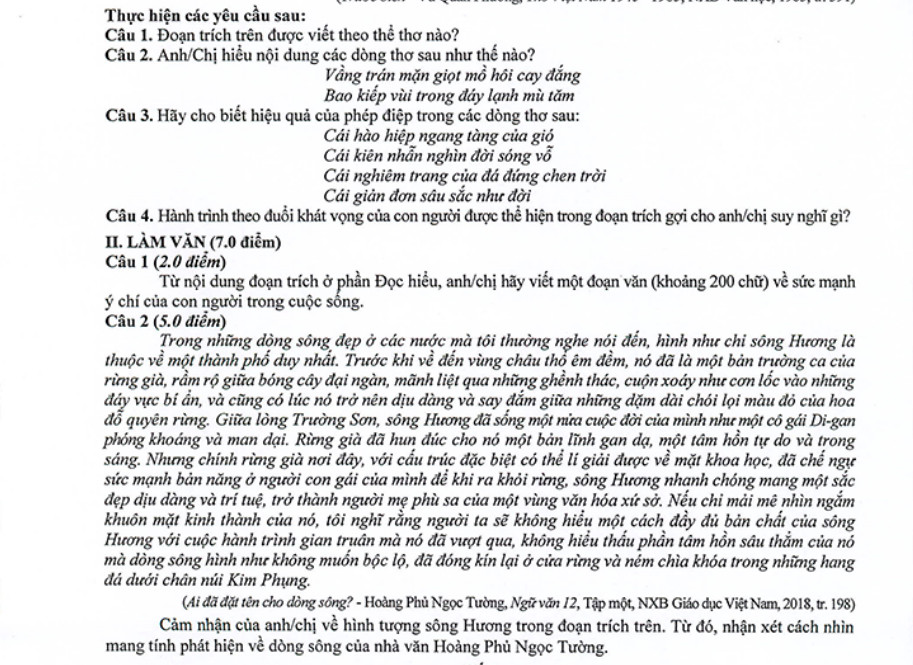 Thực hiện các yêu cầu sau:
Câu 1. Đoạn trích trên được viết theo thể thơ nào?
Câu 2. Anh/Chị hiểu nội dung các dòng thơ sau như thế nào?
Vầng trán mặn giọt mồ hôi cay đắng
Bao kiếp vùi trong đáy lạnh mù tăm
Câu 3. Hãy cho biết hiệu quả của phép điệp trong các dòng thơ sau:
Cái hào hiệp ngang tàng của gió
Cái kiên nhẫn nghìn đời sóng vỗ
Cái nghiêm trang của đá đứng chen trời
Cái giản đơn sâu sắc như đời
Câu 4. Hành trình theo đuổi khát vọng của con người được thể hiện trong đoạn trích gợi cho anh/chị suy nghĩ gì?
II. LÀM VĂN (7.0 điểm)
Câu 1 (2.0 điểm)
Từ nội dung đoạn trích ở phần Đọc hiểu, anh/chị hãy viết một đoạn văn (khoảng 200 chữ) về sức mạnh
ý chí của con người trong cuộc sống.
Câu 2 (5.0 điểm)
Trong những dòng sông đẹp ở các nước mà tôi thường nghe nói đến, hình như chỉ sông Hương là
thuộc về một thành phố duy nhất. Trước khi về đến vùng châu thổ êm đềm, nó đã là một bản trường ca của
rừng già, rầm rộ giữa bóng cây đại ngàn, mãnh liệt qua những ghềnh thác, cuộn xoáy như cơn lốc vào những
đáy vực bí ẩn, và cũng có lúc nó trở nên dịu dàng và say đắm giữa những dặm dài chói lọi màu đỏ của hoa
đỗ quyên rừng. Giữa lòng Trường Sơn, sông Hương đã sống một nửa cuộc đời của mình như một cô gái Di-gan
phóng khoáng và man dại. Rừng già đã hun đúc cho nó một bản lĩnh gan dạ, một tâm hồn tự do và trong
sáng. Nhưng chính rừng già nơi đây, với cấu trúc đặc biệt có thể lí giải được về mặt khoa học, đã chế ngự
sức mạnh bản năng ở người con gái của mình để khi ra khỏi rừng, sông Hương nhanh chóng mang một sắc
đẹp dịu dàng và trí tuệ, trở thành người mẹ phù sa của một vùng văn hóa xứ sở. Nếu chỉ mải mê nhìn ngắm
khuôn mặt kinh thành của nó, tôi nghĩ rằng người ta sẽ không hiểu một cách đầy đủ bản chất của sông
Hương với cuộc hành trình gian truân mà nó đã vượt qua, không hiểu thấu phần tâm hồn sâu thẳm của nó
mà dòng sông hình như không muốn bộc lộ, đã đóng kín lại ở cửa rừng và ném chìa khóa trong những hang
đá dưới chân núi Kim Phụng.
(Ai đã đặt tên cho dòng sông? - Hoàng Phủ Ngọc Tường, Ngữ văn 12, Tập một, NXB Giáo dục Việt Nam, 2018, tr. 198)
Cảm nhận của anh/chị về hình tượng sông Hương trong đoạn trích trên. Từ đó, nhận xét cách nhìn
mang tính phát hiện về dòng sông của nhà văn Hoàng Phủ Ngọc Tường.